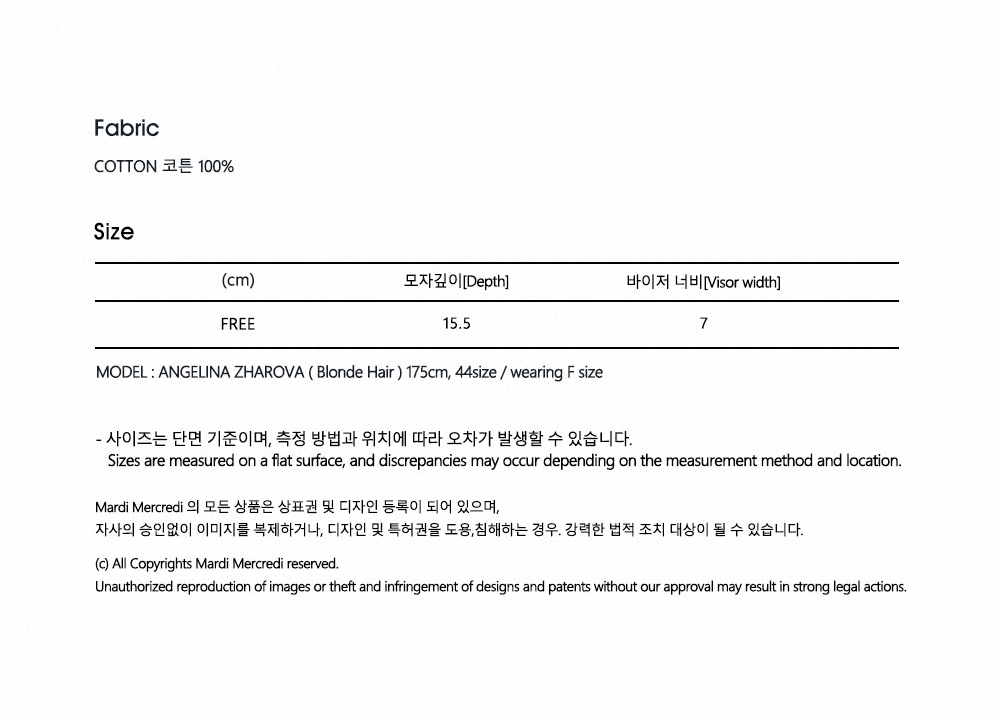 Fabric
COTTON 코튼 100%
Size
(cm) 모자깊이[Depth] 바이저 너비[Visor width]
FREE 15.5 7
MODEL : ANGELINA ZHAROVA ( Blonde Hair ) 175cm, 44size / wearing F size
- 사이즈는 단면 기준이며, 측정 방법과 위치에 따라 오차가 발생할 수 있습니다.
Sizes are measured on a flat surface, and discrepancies may occur depending on the measurement method and location.
Mardi Mercredi 의 모든 상품은 상표권 및 디자인 등록이 되어 있으며,
자사의 승인없이 이미지를 복제하거나, 디자인 및 특허권을 도용,침해하는 경우. 강력한 법적 조치 대상이 될 수 있습니다.
(c) All Copyrights Mardi Mercredi reserved.
Unauthorized reproduction of images or theft and infringement of designs and patents without our approval may result in strong legal actions.